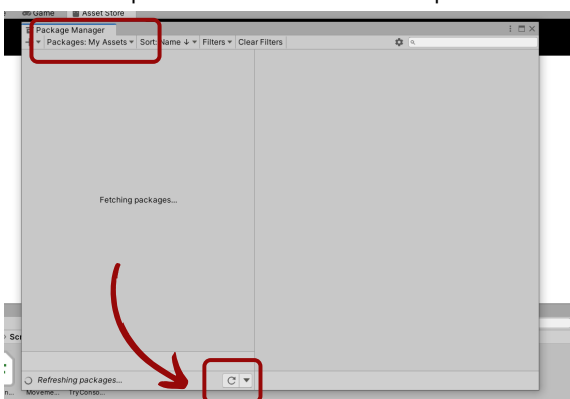 Game Asset Store
Package Manager
Packages: My Assets Sort: Name ↓ Filters Clear Filters
Fetching packages...
Refreshing packages...
Moveme... TryConso...